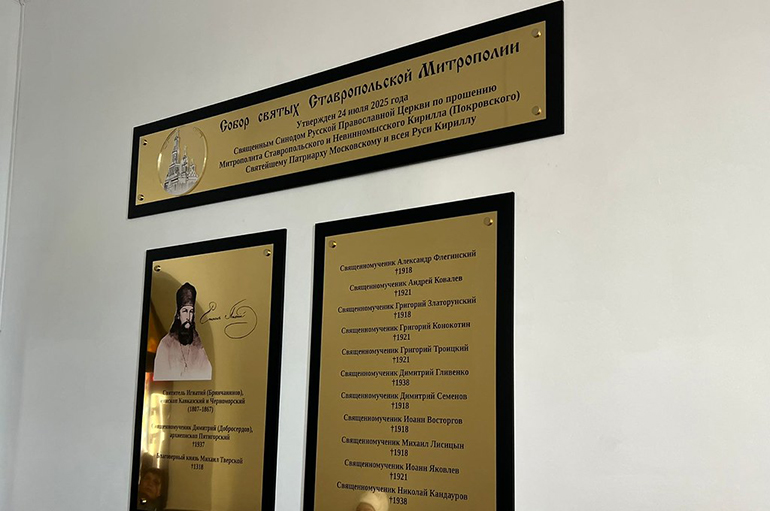 Собор святых Ставропольской Митрополии
Утвержден 24 июля 2025 года
Священным Синодом Русской Православной Церкви по прошению
Митрополита Ставропольского и Невинномысского Кирилла (Покровского)
Святейшему Патриарху Московскому и всея Руси Кириллу
Святитель Игнатий (Брянчанинов),
епископ Кавказский и Черноморский
(1807–1867)
Священномученик Димитрий (Добросердов),
архиепископ Пятигорский
†1937
Благоверный князь Михаил Тверской
†1318
Священномученик Александр Флегинский
†1918
Священномученик Андрей Ковалев
†1921
Священномученик Григорий Златорунский
†1918
Священномученик Григорий Конокотин
†1921
Священномученик Григорий Троицкий
†1921
Священномученик Димитрий Гливенко
†1938
Священномученик Димитрий Семенов
†1918
Священномученик Иоанн Восторгов
†1918
Священномученик Михаил Лисицын
†1918
Священномученик Иоанн Яковлев
†1921
Священномученик Николай Кандауров
†1938